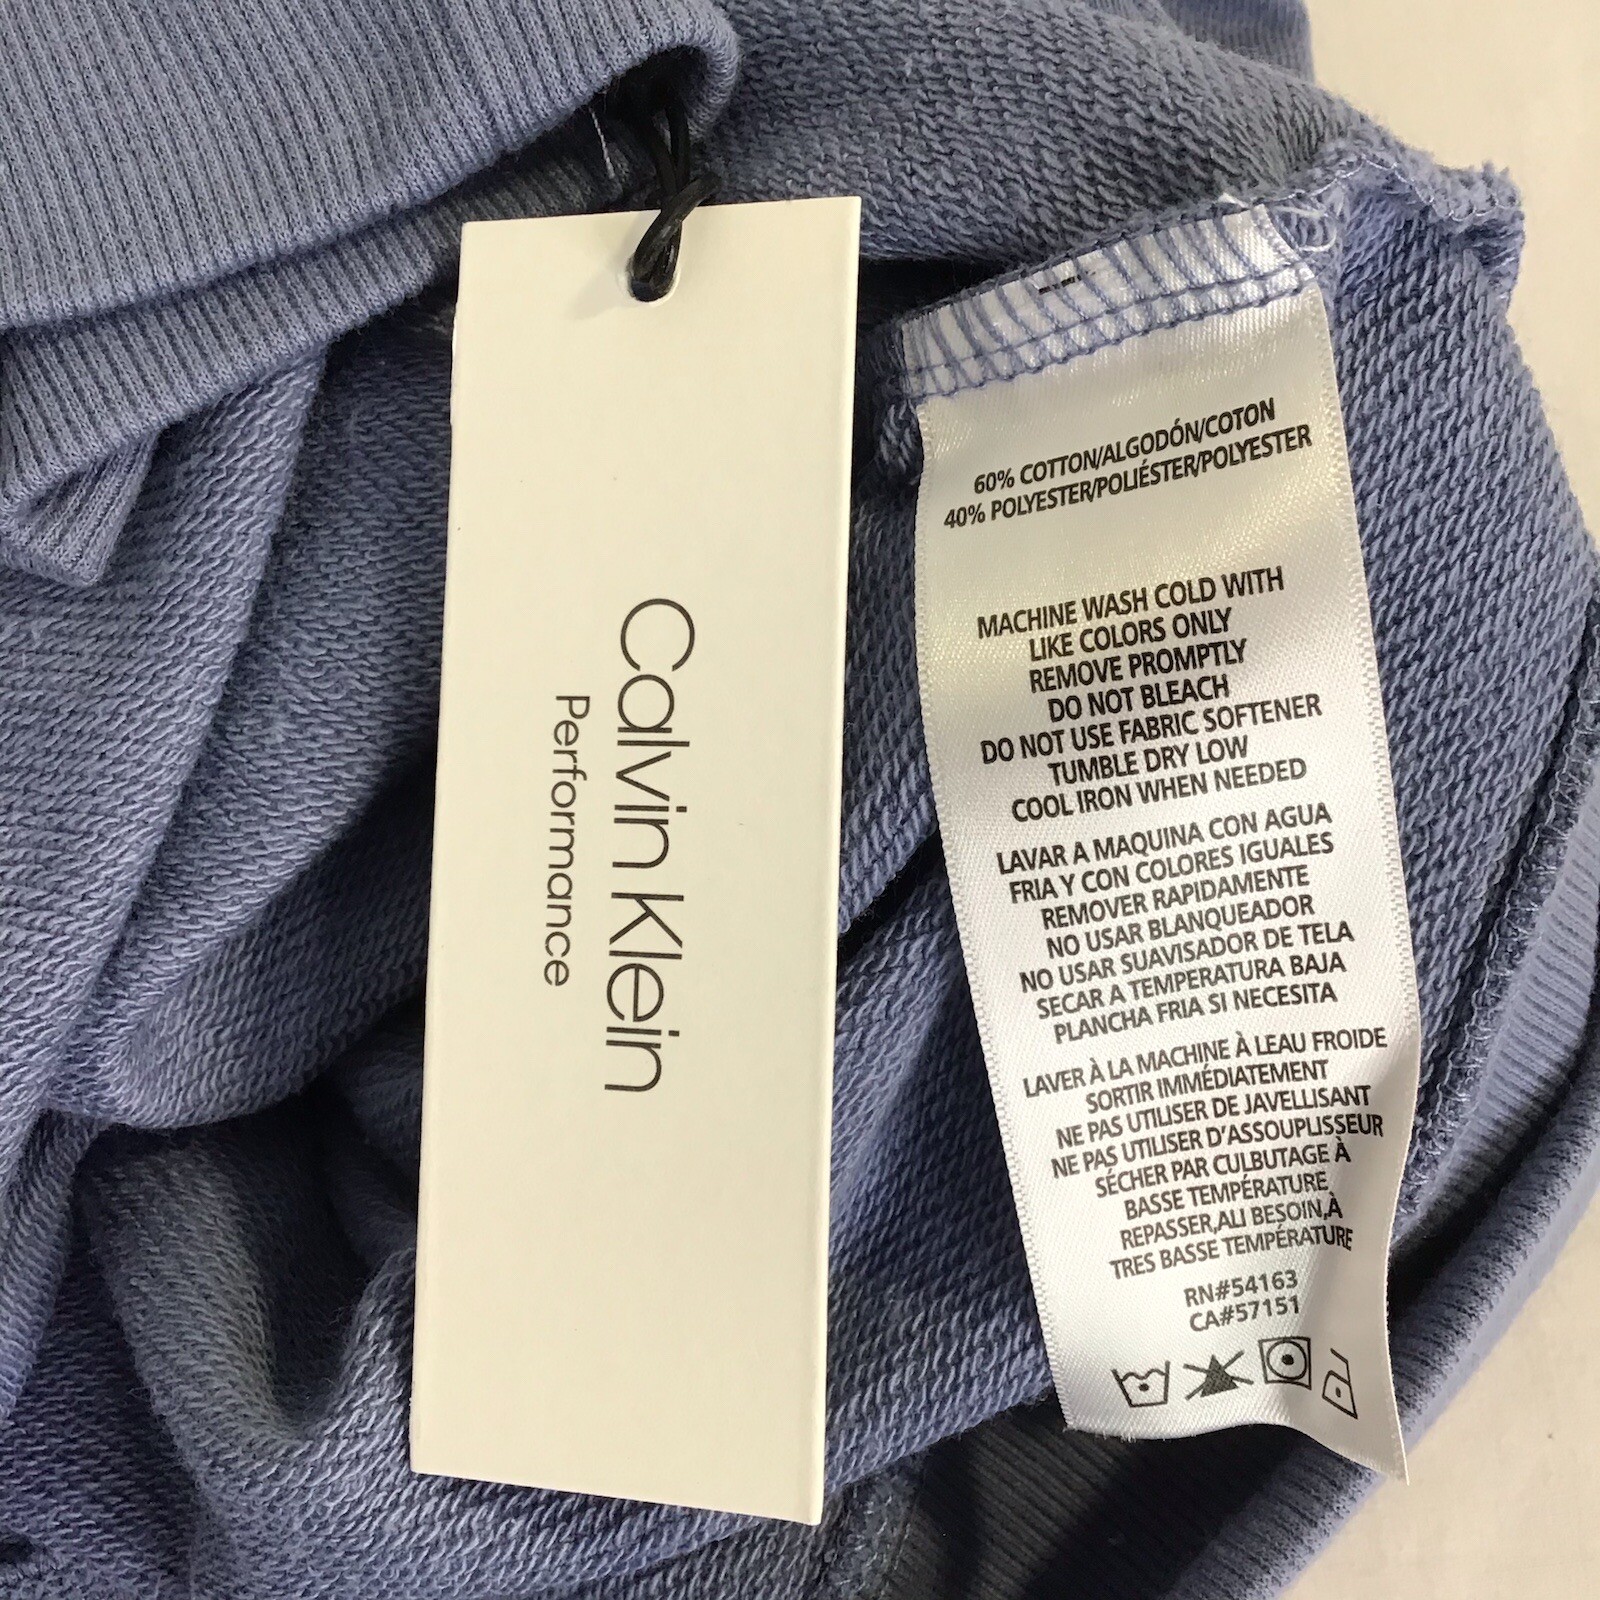 Calvin Klein
Performance
60% COTTON/ALGODÓN/COTON
40% POLYESTER/POLIÉSTER/POLYESTER
MACHINE WASH COLD WITH
LIKE COLORS ONLY
REMOVE PROMPTLY
DO NOT BLEACH
DO NOT USE FABRIC SOFTENER
TUMBLE DRY LOW
COOL IRON WHEN NEEDED
LAVAR A MAQUINA CON AGUA
FRIA Y CON COLORES IGUALES
REMOVER RAPIDAMENTE
NO USAR BLANQUEADOR
NO USAR SUAVISADOR DE TELA
SECAR A TEMPERATURA BAJA
PLANCHA FRIA SI NECESITA
LAVER À LA MACHINE À LEAU FROIDE
SORTIR IMMÉDIATEMENT
NE PAS UTILISER DE JAVELLISANT
NE PAS UTILISER D'ASSOUPLISSEUR
SÉCHER PAR CULBUTAGE À
BASSE TEMPÉRATURE
REPASSER,ALI BESOIN,À
TRES BASSE TEMPÉRATURE
RN#54163
CA#57151